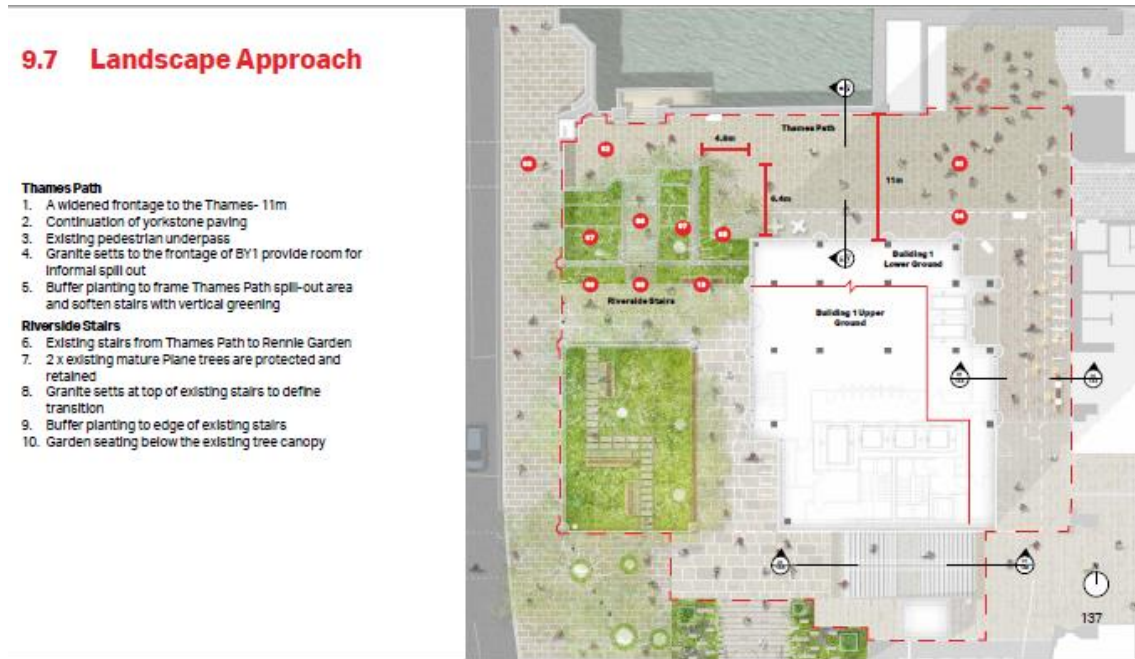 9.7 Landscape Approach
Thames Path
1. A widened frontage to the Thames- 11m
2. Continuation of yorkstone paving
3. Existing pedestrian underpass
4. Granite setts to the frontage of BY1 provide room for
informal spill out
5. Buffer planting to frame Thames Path spill-out area
and soften stairs with vertical greening
Riverside Stairs
6. Existing stairs from Thames Path to Rennie Garden
7. 2 x existing mature Plane trees are protected and
retained
8. Granite setts at top of existing stairs to define
transition
9. Buffer planting to edge of existing stairs
10. Garden seating below the existing tree canopy
Thames Path
11m
Building 1
Lower Ground
Riverside Stairs
Building 1 Upper
Ground
137